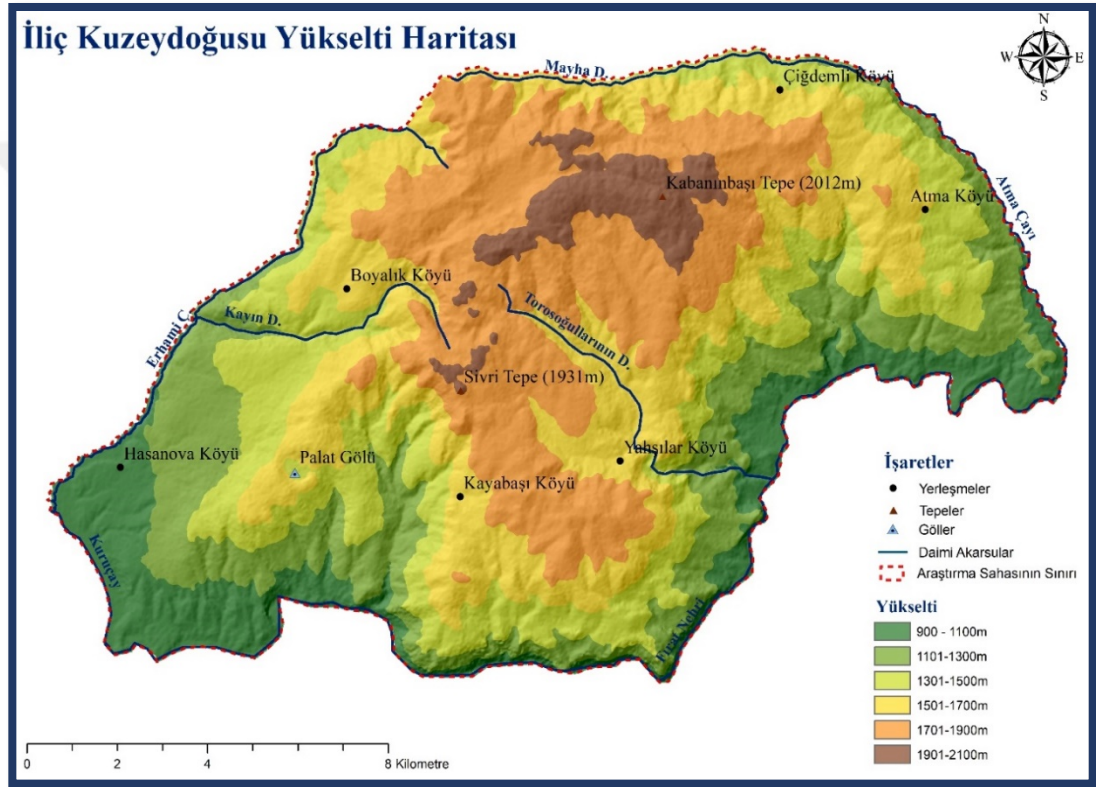 İliç Kuzeydoğusu Yükselti Haritası
N
W
E
S
Mavha D.
Çiğdemli Köyü
Kabanınbaşı Tepe (2012m)
Atma Köyü
Atma Çayı
Boyalık Köyü
Kayın D.
Erhami Ç.
Torosoğullarının D.
Sivri Tepe (1931m)
Hasanova Köyü
Palat Gölü
Yahsılar Köyü
Kayabaşı Köyü
Kuruçay
Fırat Nehri
İşaretler
Yerleşmeler
Tepeler
Göller
Daimi Akarsular
Araştırma Sahasının Sınırı
Yükselti
900 - 1100m
1101-1300m
1301-1500m
1501-1700m
1701-1900m
1901-2100m
0 2 4 8 Kilometre